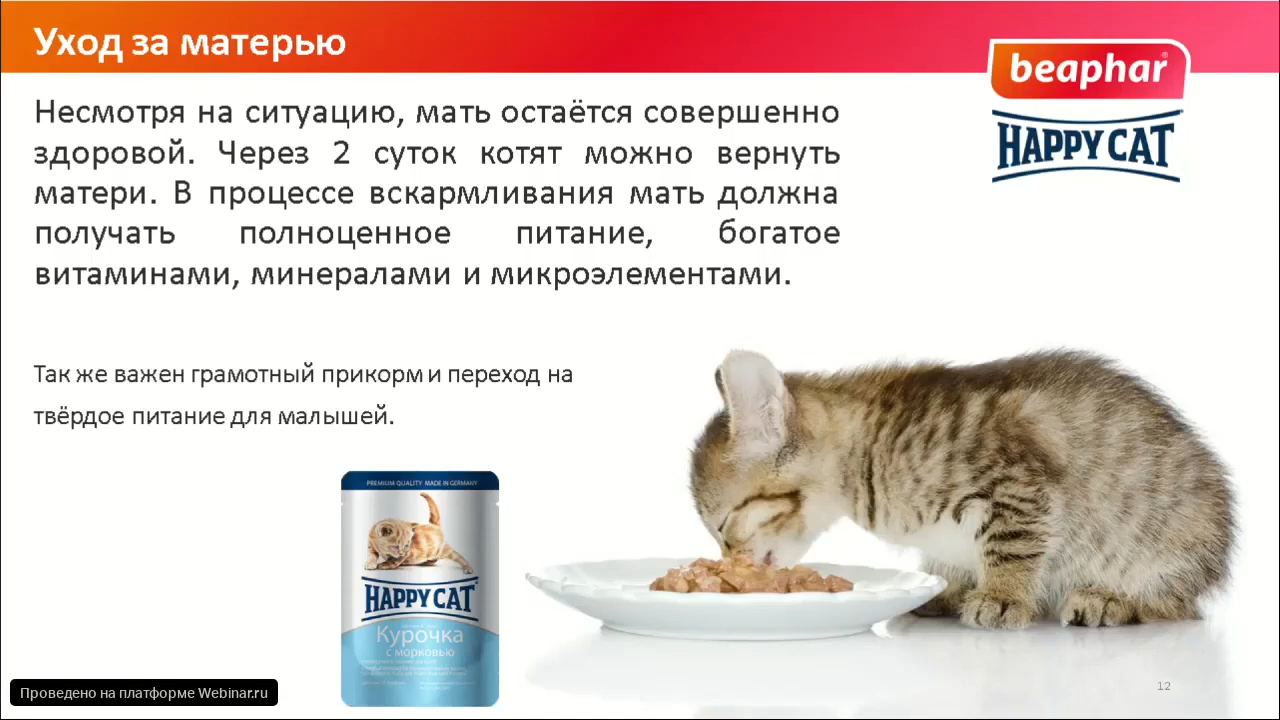 Уход за матерью
beaphar
HAPPY CAT
Несмотря на ситуацию, мать остаётся совершенно
здоровой. Через 2 суток котят можно вернуть
матери. В процессе вскармливания мать должна
получать полноценное питание, богатое
витаминами, минералами и микроэлементами.
Так же важен грамотный прикорм и переход на
твёрдое питание для малышей.
PREMIUM QUALITY MADE IN GERMANY
HAPPY CAT
Курочка
с морковью
Проведено на платформе Webinar.ru
12